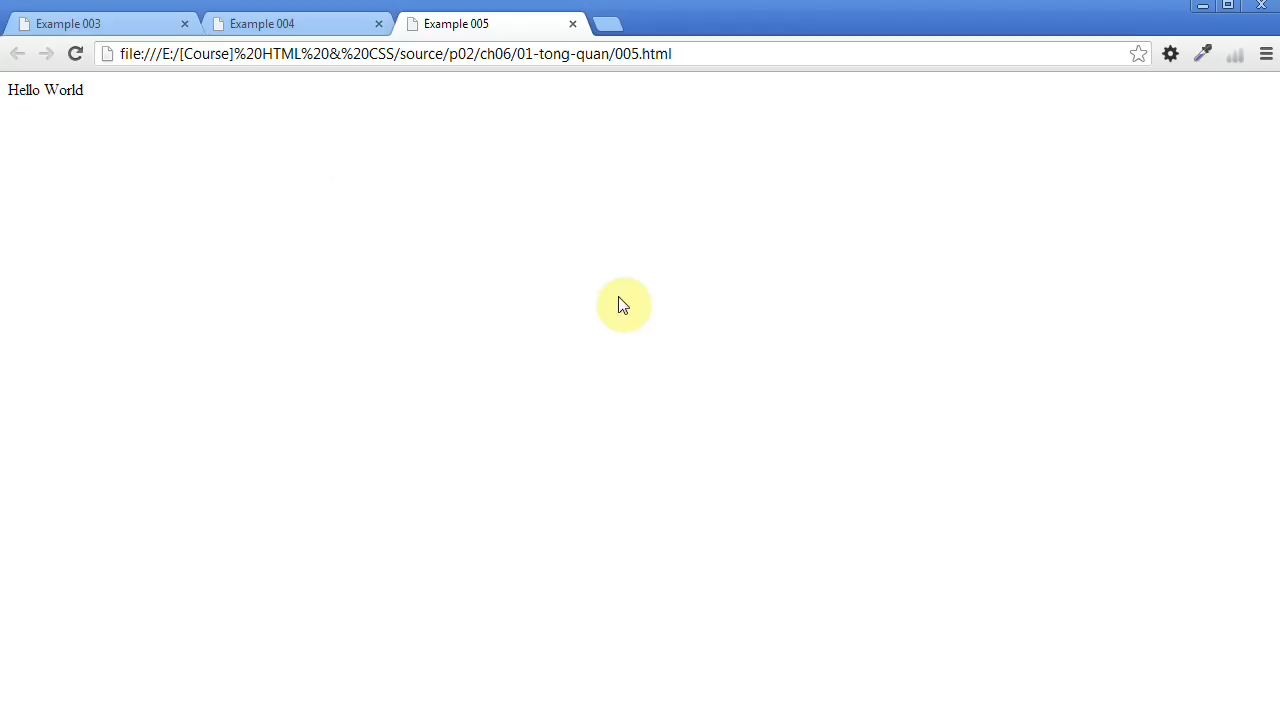 Example 003
Example 004
Example 005
file:///E:/[Course]%20HTML%20&%20CSS/source/p02/ch06/01-tong-quan/005.html
Hello World